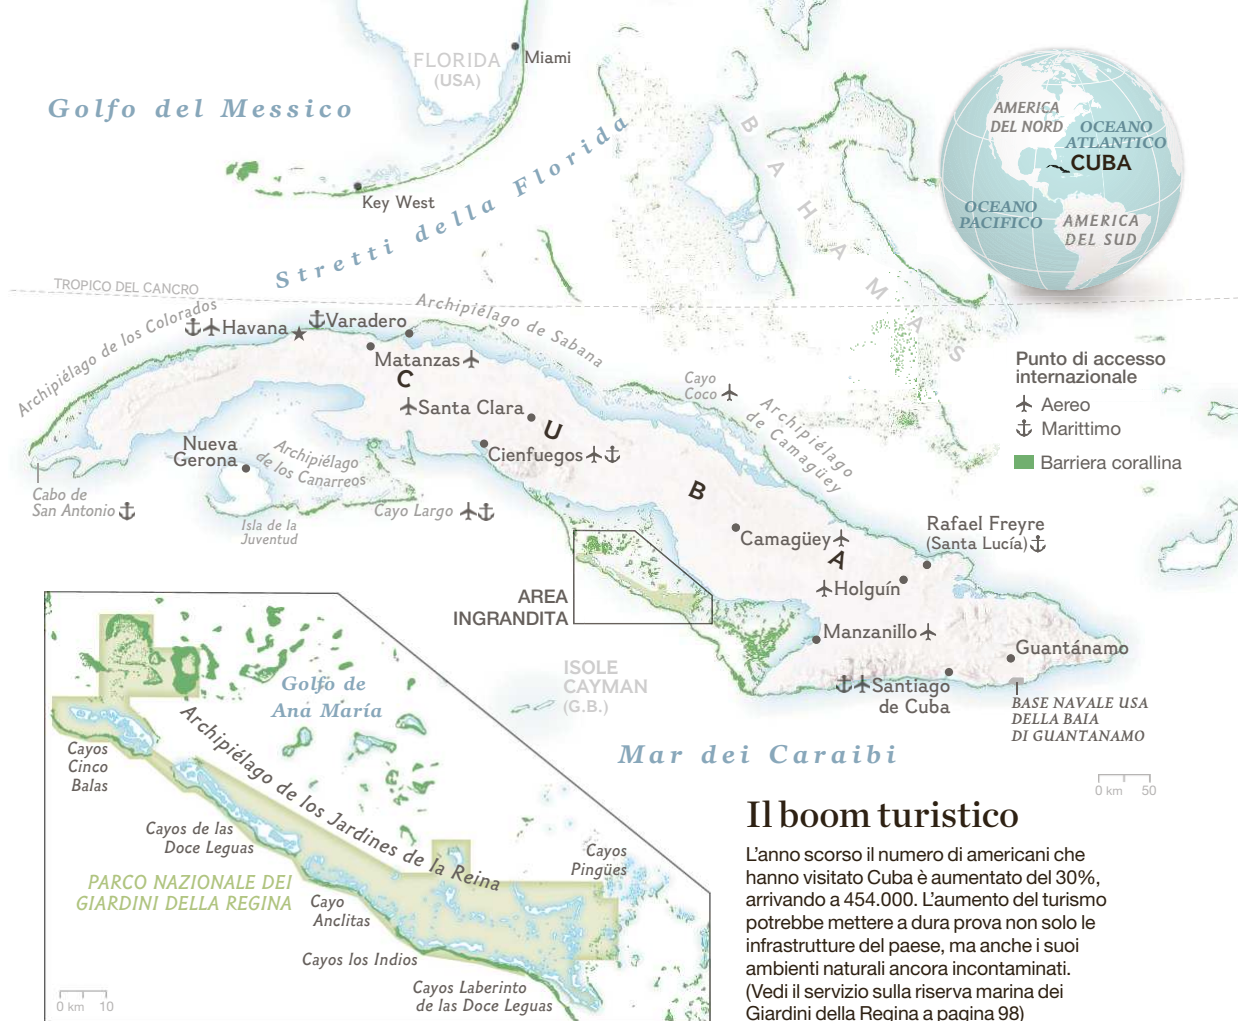 FLORIDA
(USA)
Miami
Golfo del Messico
Key West
Stretti della Florida
BAHAMAS
AMERICA
DEL NORD
OCEANO
ATLANTICO
CUBA
OCEANO
PACIFICO
AMERICA
DEL SUD
TROPICO DEL CANCRO
Archipiélago de los Colorados
Havana
Varadero
Archipiélago de Sabana
Matanzas
CUBA
Santa Clara
Cayo
Coco
Archipiélago
de Camagüey
Nueva
Gerona
Archipiélago
de los Canarreos
Cienfuegos
Cabo de
San Antonio
Isla de la
Juventud
Cayo Largo
Camagüey
Rafael Freyre
(Santa Lucía)
Holguín
Manzanillo
Guantánamo
Santiago
de Cuba
BASE NAVALE USA
DELLA BAIA
DI GUANTANAMO
Punto di accesso
internazionale
Aereo
Marittimo
Barriera corallina
AREA
INGRANDITA
ISOLE
CAYMAN
(G.B.)
Mar dei Caraibi
0 km 50
Golfo de
Ana María
Archipiélago de los Jardines de la Reina
Cayos
Cinco
Balas
Cayos de las
Doce Leguas
PARCO NAZIONALE DEI
GIARDINI DELLA REGINA
Cayo
Anclitas
Cayos
Pingües
Cayos los Indios
Cayos Laberinto
de las Doce Leguas
0 km 10
Il boom turistico
L'anno scorso il numero di americani che
hanno visitato Cuba è aumentato del 30%,
arrivando a 454.000. L'aumento del turismo
potrebbe mettere a dura prova non solo le
infrastrutture del paese, ma anche i suoi
ambienti naturali ancora incontaminati.
(Vedi il servizio sulla riserva marina dei
Giardini della Regina a pagina 98)